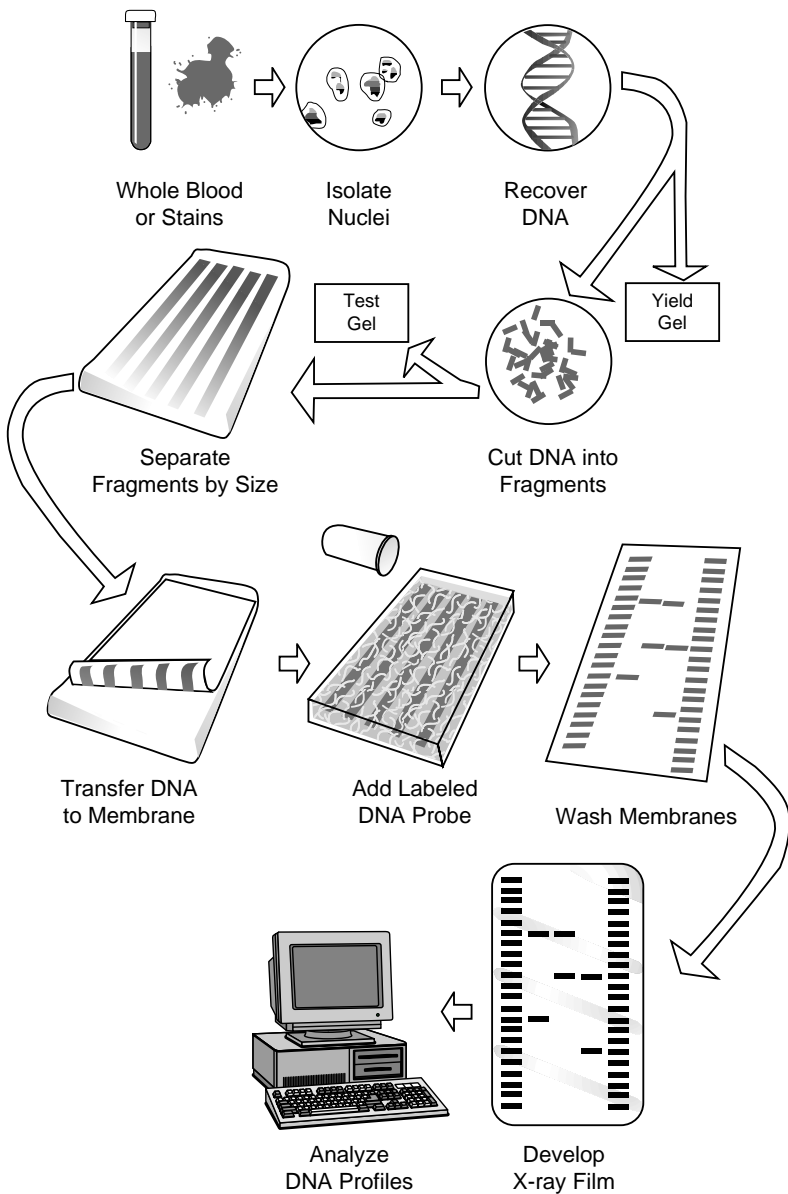 Whole Blood
or Stains
Isolate
Nuclei
Recover
DNA
Test
Gel
Yield
Gel
Separate
Fragments by Size
Cut DNA into
Fragments
Transfer DNA
to Membrane
Add Labeled
DNA Probe
Wash Membranes
Analyze
DNA Profiles
Develop
X-ray Film